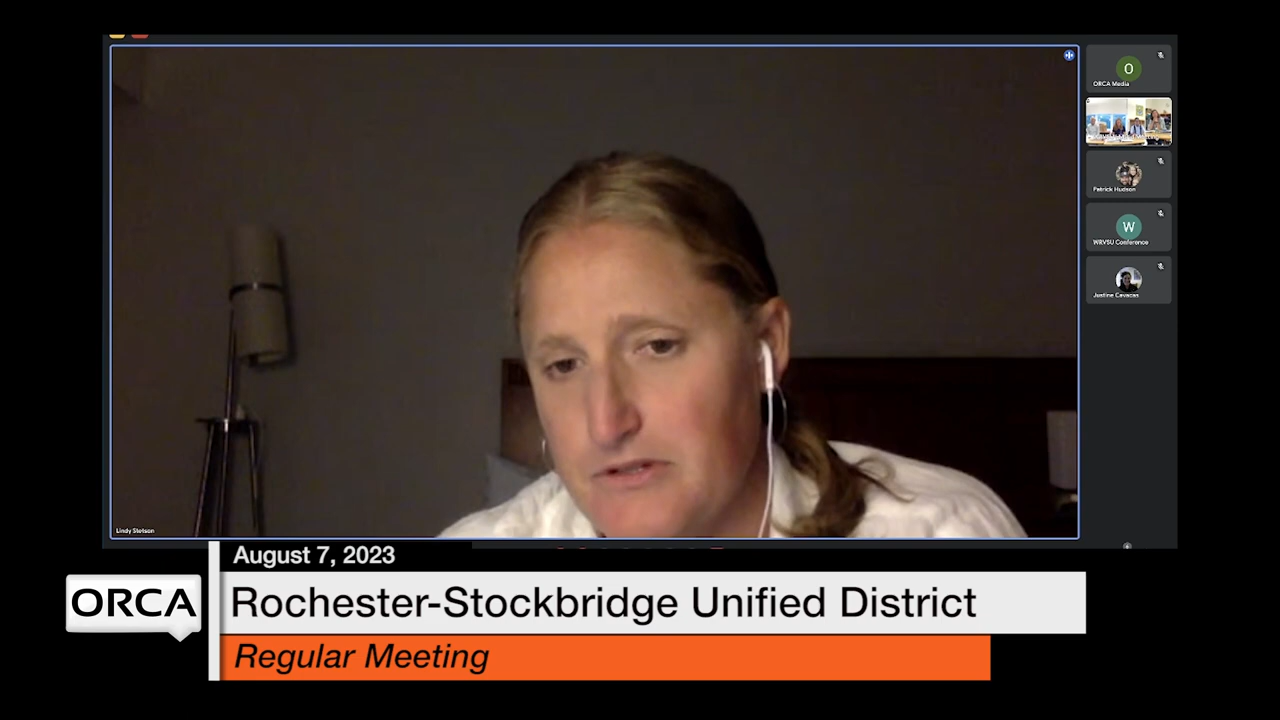 O
ORCA Media
Patrick Hudson
W
WRVSU Conference
Justine Cavacas
Lindy Stetson
August 7, 2023
ORCA
Rochester-Stockbridge Unified District
Regular Meeting